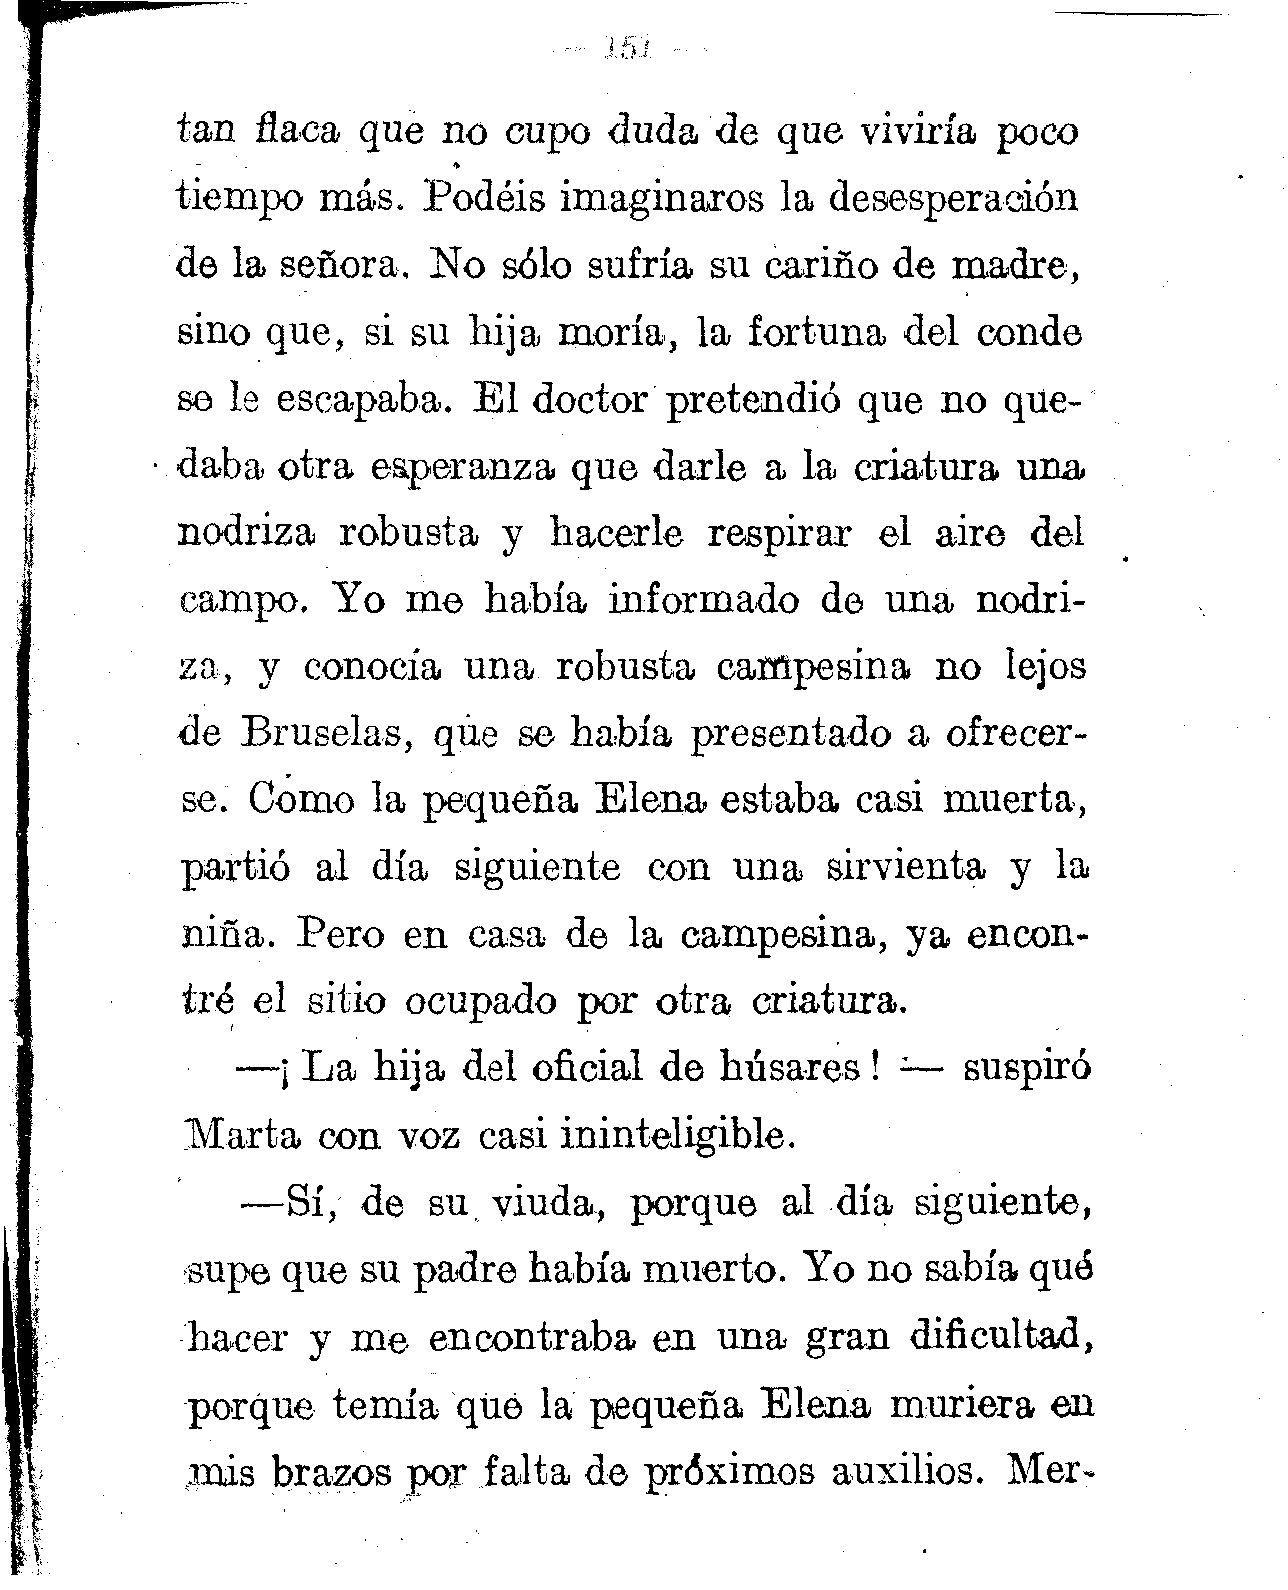 — 151 —
tan flaca que no cupo duda de que viviría poco
tiempo más. Podéis imaginaros la desesperación
de la señora. No sólo sufría su cariño de madre,
sino que, si su hija moría, la fortuna del conde
se le escapaba. El doctor pretendió que no que-
daba otra esperanza que darle a la criatura una
nodriza robusta y hacerle respirar el aire del
campo. Yo me había informado de una nodri-
za, y conocía una robusta campesina no lejos
de Bruselas, que se había presentado a ofrecer-
se. Como la pequeña Elena estaba casi muerta,
partió al día siguiente con una sirvienta y la
niña. Pero en casa de la campesina, ya encon-
tré el sitio ocupado por otra criatura.
—¡ La hija del oficial de húsares ! — suspiró
Marta con voz casi ininteligible.
—Sí, de su viuda, porque al día siguiente,
supe que su padre había muerto. Yo no sabía qué
hacer y me encontraba en una gran dificultad,
porque temía que la pequeña Elena muriera en
mis brazos por falta de próximos auxilios. Mer-